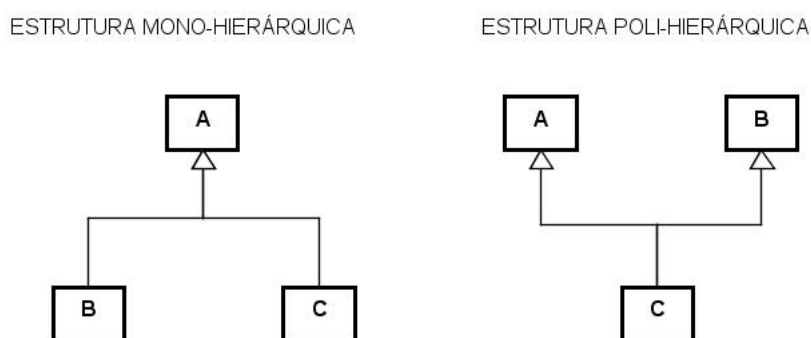 ESTRUTURA MONO-HIERÁRQUICA
ESTRUTURA POLI-HIERÁRQUICA
A
A
B
B
C
C